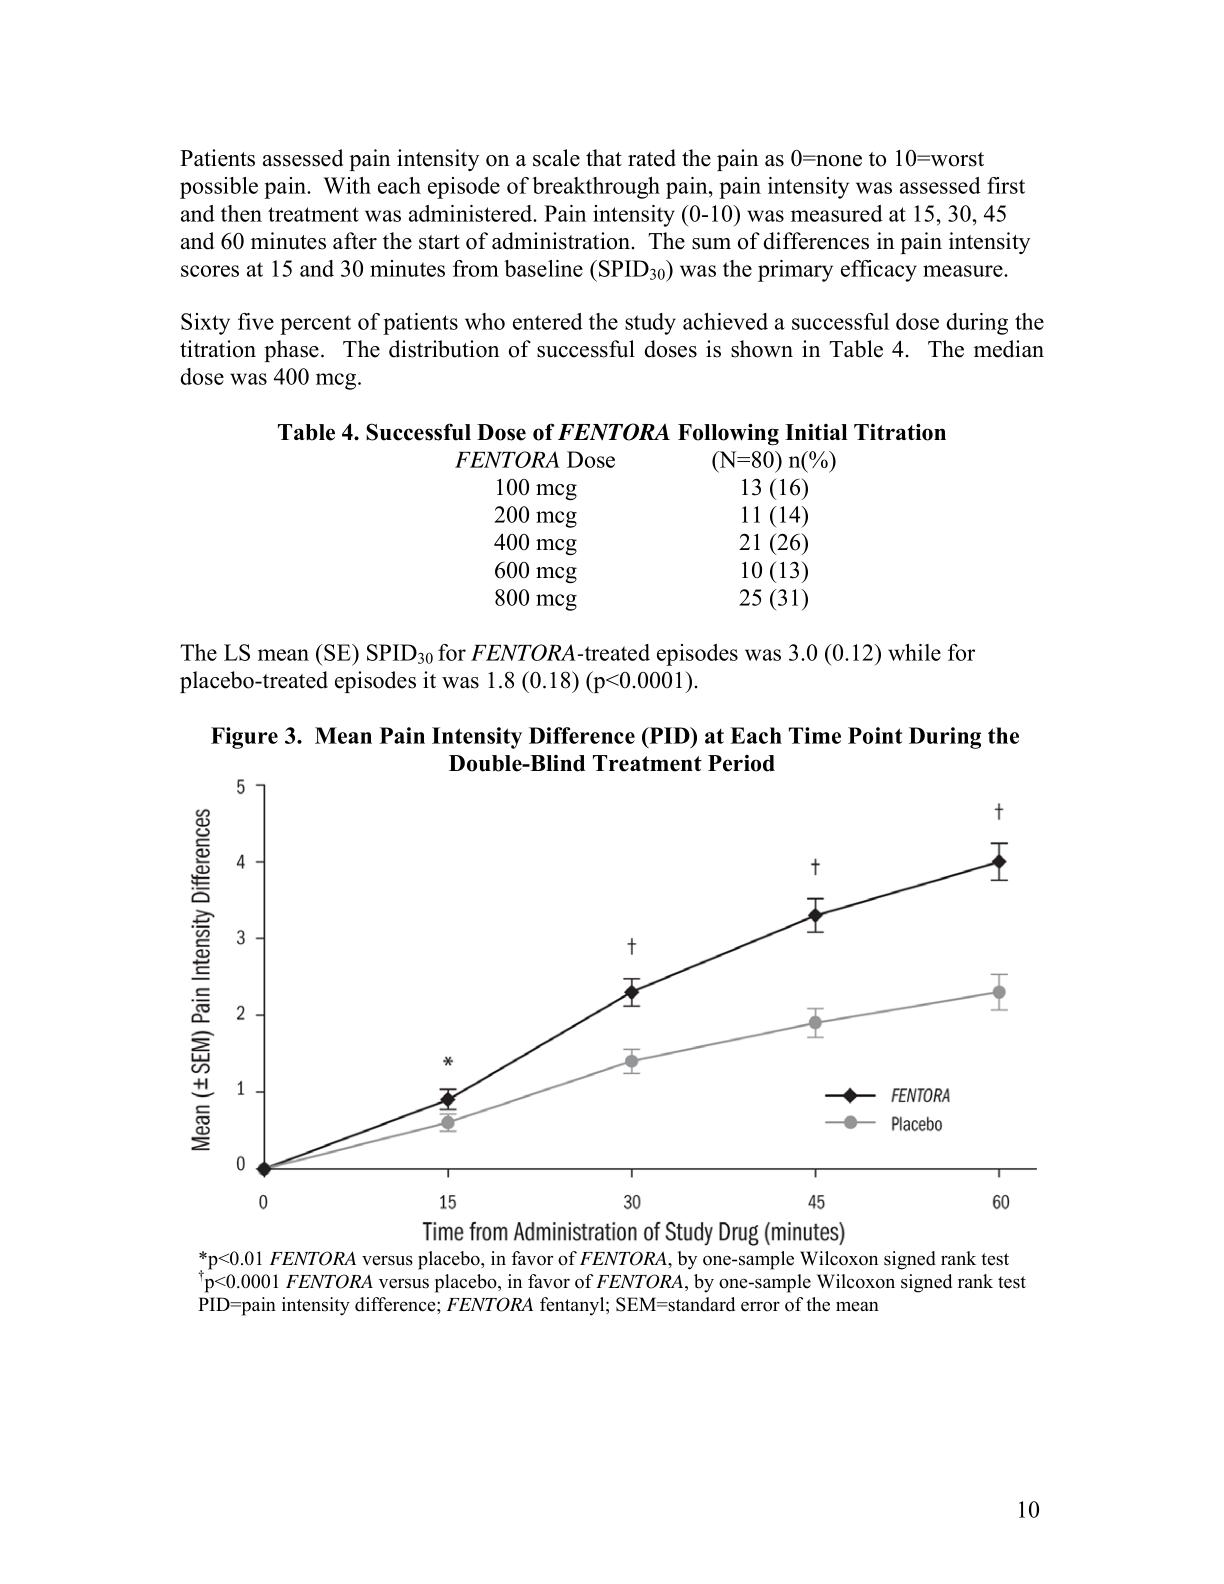 Patients assessed pain intensity on a scale that rated the pain as 0=none to 10=worst
possible pain.  With each episode of breakthrough pain, pain intensity was assessed first
and then treatment was administered. Pain intensity (0-10) was measured at 15, 30, 45
and 60 minutes after the start of administration.  The sum of differences in pain intensity
scores at 15 and 30 minutes from baseline (SPID30) was the primary efficacy measure.
Sixty five percent of patients who entered the study achieved a successful dose during the
titration phase.  The distribution of successful doses is shown in Table 4.  The median
dose was 400 mcg.
Table 4. Successful Dose of FENTORA Following Initial Titration
FENTORA Dose (N=80) n(%)
100 mcg 13 (16)
200 mcg 11 (14)
400 mcg 21 (26)
600 mcg 10 (13)
800 mcg 25 (31)
The LS mean (SE) SPID30 for FENTORA-treated episodes was 3.0 (0.12) while for
placebo-treated episodes it was 1.8 (0.18) (p<0.0001).
Figure 3.  Mean Pain Intensity Difference (PID) at Each Time Point During the
Double-Blind Treatment Period
Mean (± SEM) Pain Intensity Differences
5
4
3
2
1
0
*
†
†
†
FENTORA
Placebo
0 15 30 45 60
Time from Administration of Study Drug (minutes)
*p<0.01 FENTORA versus placebo, in favor of FENTORA, by one-sample Wilcoxon signed rank test
†p<0.0001 FENTORA versus placebo, in favor of FENTORA, by one-sample Wilcoxon signed rank test
PID=pain intensity difference; FENTORA fentanyl; SEM=standard error of the mean
10